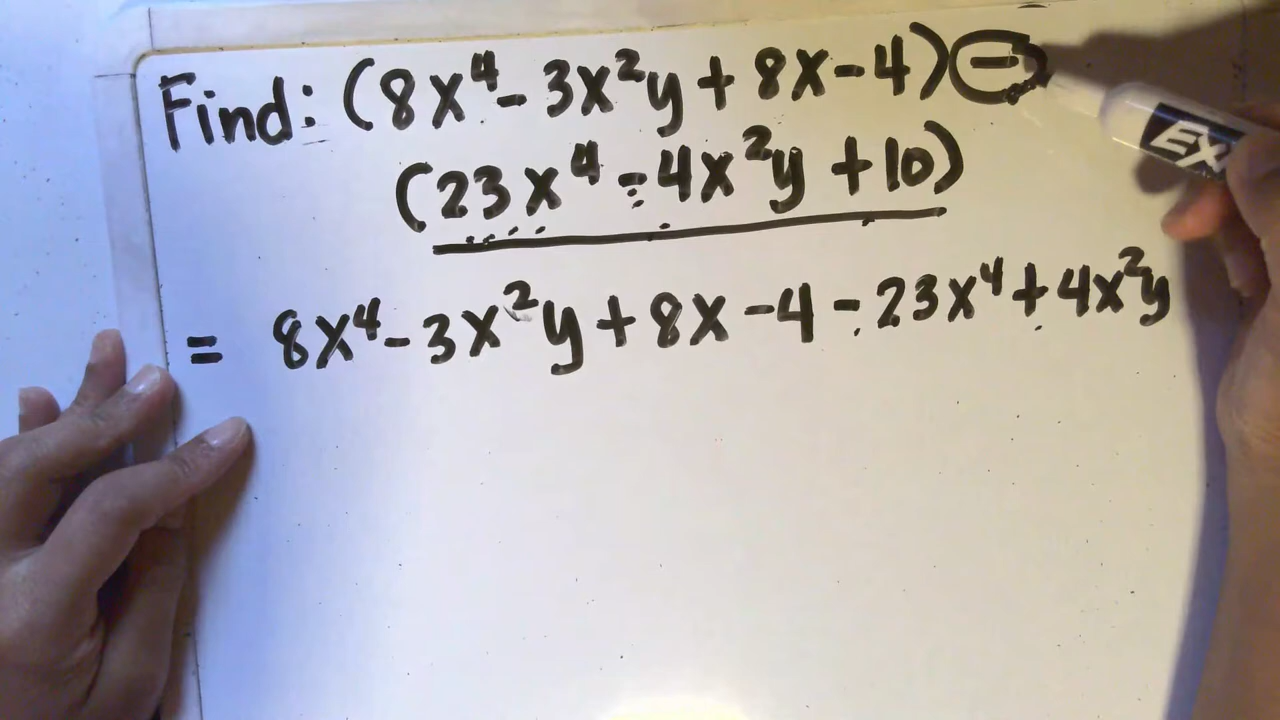 Find: (8x⁴ - 3x²y + 8x - 4) -
(23x⁴ - 4x²y + 10)
= 8x⁴ - 3x²y + 8x - 4 - 23x⁴ + 4x²y
EX